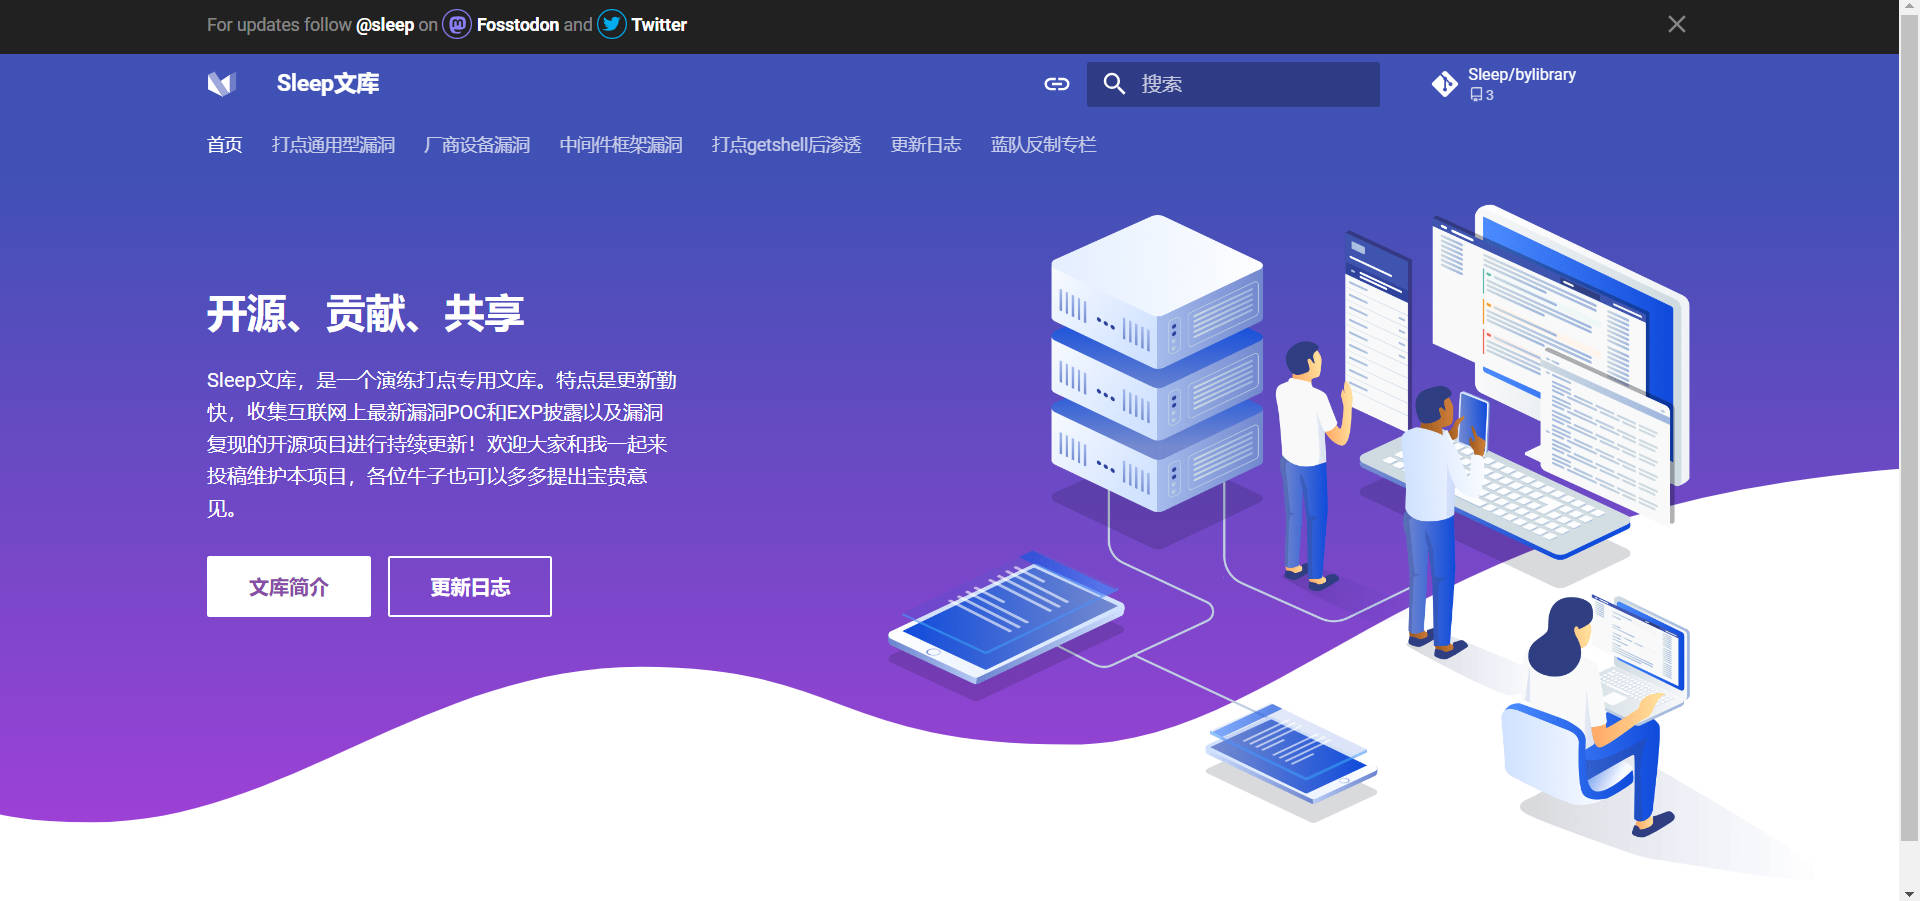 For updates follow @sleep on Fosstodon and Twitter
Sleep文库
搜索
Sleep/bylibrary
3
首页 打点通用型漏洞 厂商设备漏洞 中间件框架漏洞 打点getshell后渗透 更新日志 蓝队反制专栏
开源、贡献、共享
Sleep文库，是一个演练打点专用文库。特点是更新勤
快，收集互联网上最新漏洞POC和EXP披露以及漏洞
复现的开源项目进行持续更新！欢迎大家和我一起来
投稿维护本项目，各位牛子也可以多多提出宝贵意
见。
文库简介
更新日志